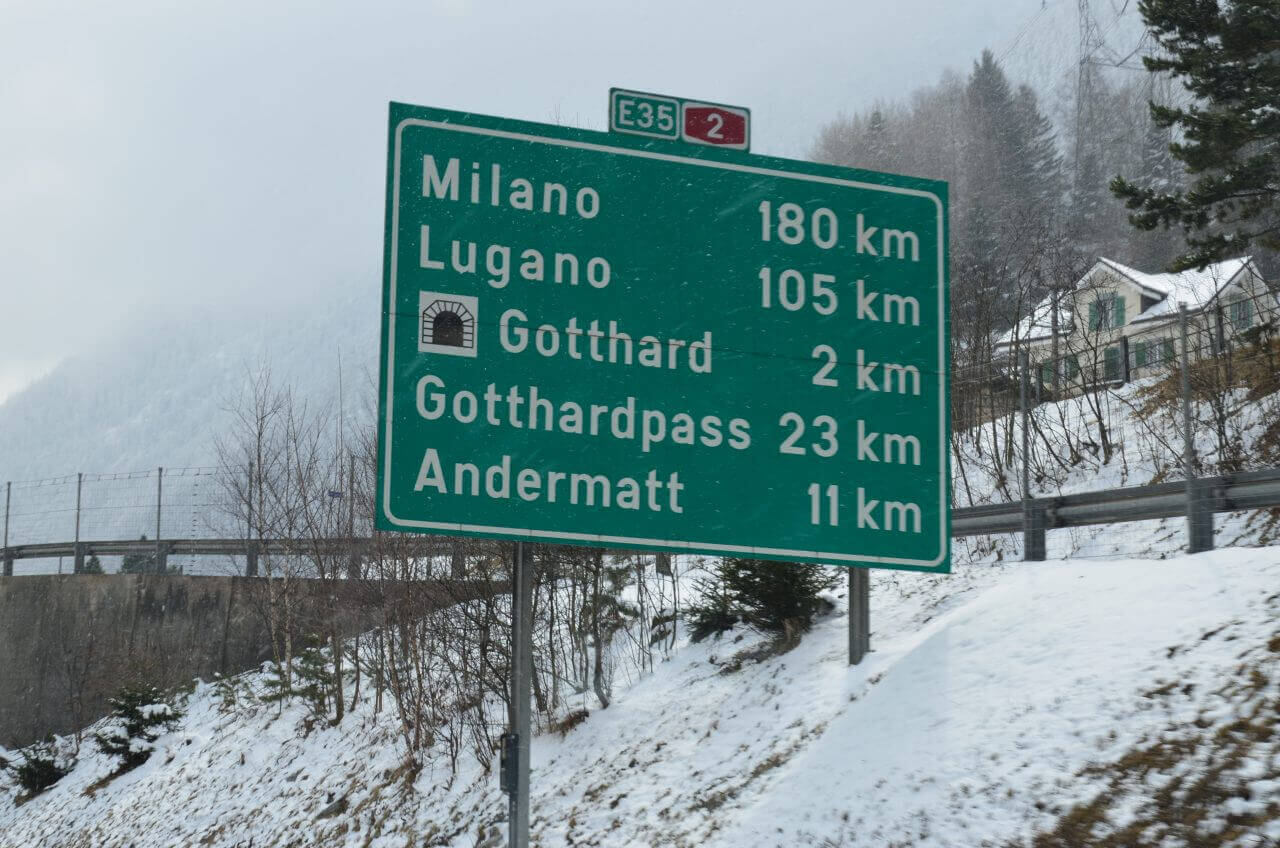 E35 2
Milano 180 km
Lugano 105 km
Gotthard 2 km
Gotthardpass 23 km
Andermatt 11 km